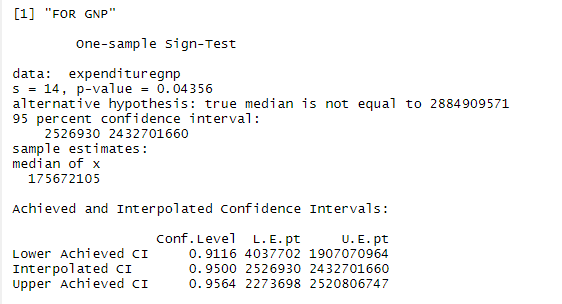 [1] "FOR GNP"
One-sample Sign-Test
data:  expendituregnp
s = 14, p-value = 0.04356
alternative hypothesis: true median is not equal to 2884909571
95 percent confidence interval:
2526930 2432701660
sample estimates:
median of x
175672105
Achieved and Interpolated Confidence Intervals:
Conf.Level  L.E.pt     U.E.pt
Lower Achieved CI     0.9116 4037702 1907070964
Interpolated CI       0.9500 2526930 2432701660
Upper Achieved CI     0.9564 2273698 2520806747